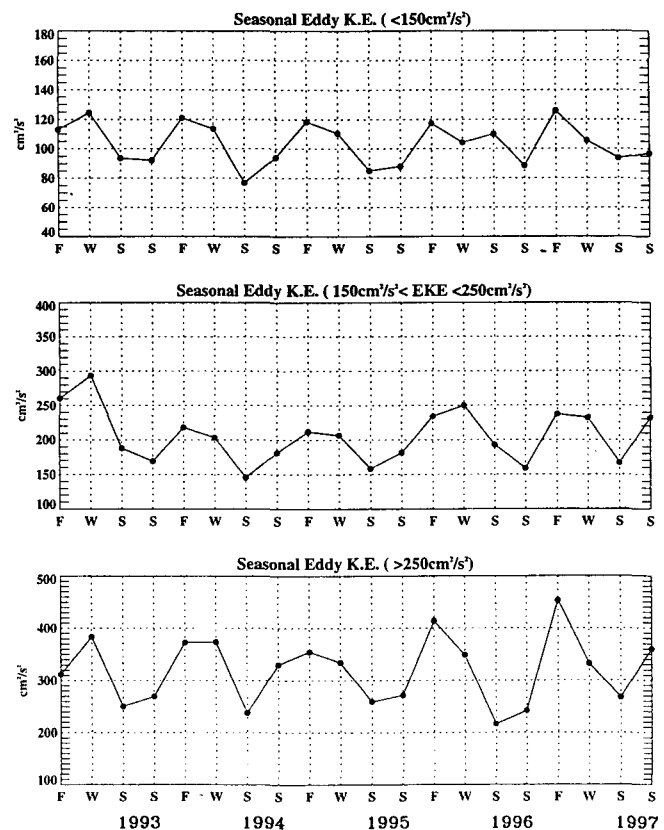 Seasonal Eddy K.E. ( <150cm²/s²)
180
160
140
120
100
80
60
40
cm²/s²
F W S S F W S S F W S S F W S S F W S S
Seasonal Eddy K.E. ( 150cm²/s²< EKE <250cm²/s²)
400
350
300
250
200
150
100
cm²/s²
F W S S F W S S F W S S F W S S F W S S
Seasonal Eddy K.E. ( >250cm²/s²)
500
400
300
200
100
cm²/s²
F W S S F W S S F W S S F W S S F W S S
1993 1994 1995 1996 1997